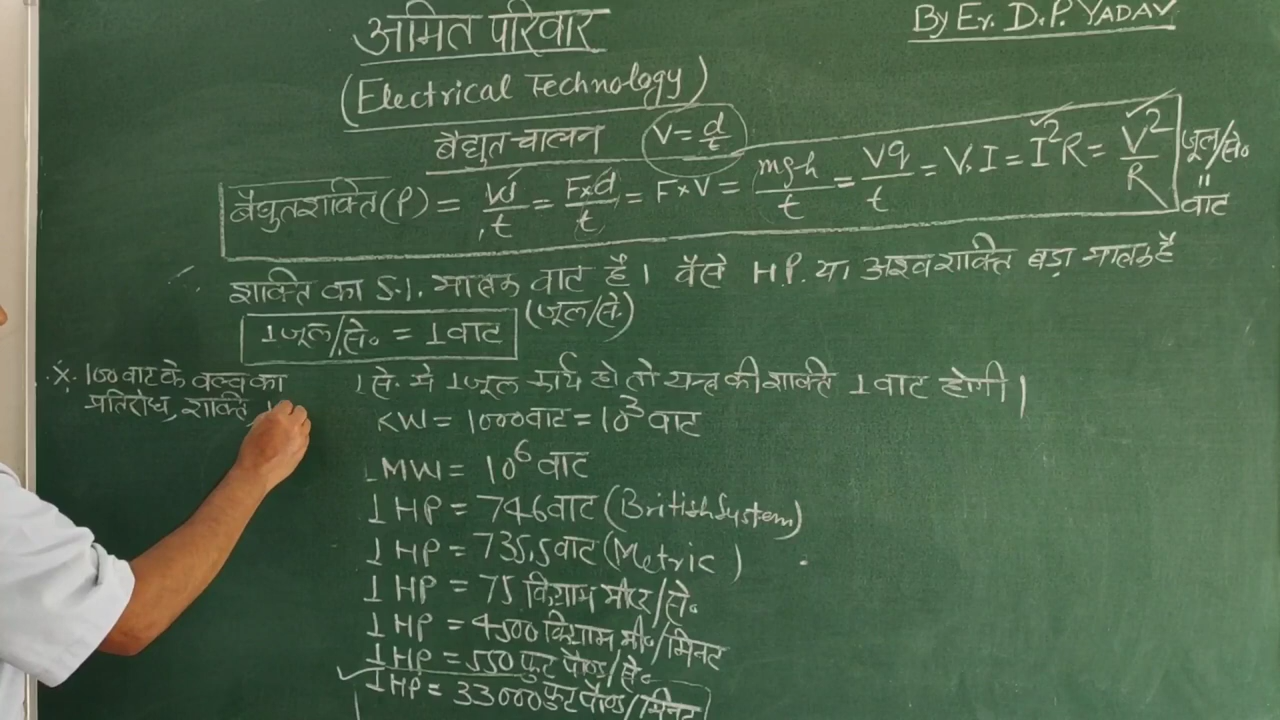 अमित परिवार
By Er. D.P. YADAV
(Electrical Technology)
बैद्युत-चालन V = d/t
बैद्युतशक्ति (P) = W/t = F×d/t = F×V = mgh/t = Vq/t = V.I = I²R = V²/R जूल/से॰ = वाट
शक्ति का S.I. मात्रक वाट है। वैसे H.P. या अश्वशक्ति बड़ा मात्रक है
1 जूल/से॰ = 1 वाट (जूल/से.)
1 से. मे 1 जूल कार्य हो तो यन्त्र की शक्ति 1 वाट होगी।
100 वाट के वल्व का
प्रतिरोध, शक्ति,
KW = 1000 वाट = 10³ वाट
1 MW = 10⁶ वाट
1 HP = 746 वाट (British System)
1 HP = 735.5 वाट (Metric)
1 HP = 75 किग्राम मीटर/से॰
1 HP = 4500 किग्राम मी॰/मिनट
1 HP = 550 फुट पौण्ड/से॰
1 HP = 33000 फुट पौण्ड/मिनट